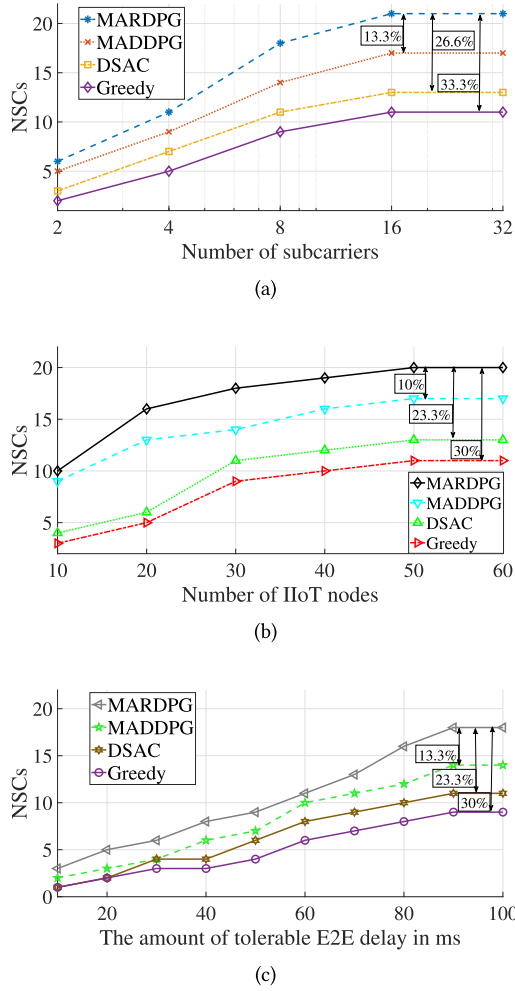 MARDPG
MADDPG
DSAC
Greedy
13.3%
26.6%
33.3%
20
15
10
5
NSCs
2
4
8
16
32
Number of subcarriers
(a)
20
15
10
5
NSCs
10%
23.3%
30%
MARDPG
MADDPG
DSAC
Greedy
10
20
30
40
50
60
Number of IIoT nodes
(b)
MARDPG
MADDPG
DSAC
Greedy
13.3%
23.3%
30%
20
15
10
5
0
NSCs
20
40
60
80
100
The amount of tolerable E2E delay in ms
(c)